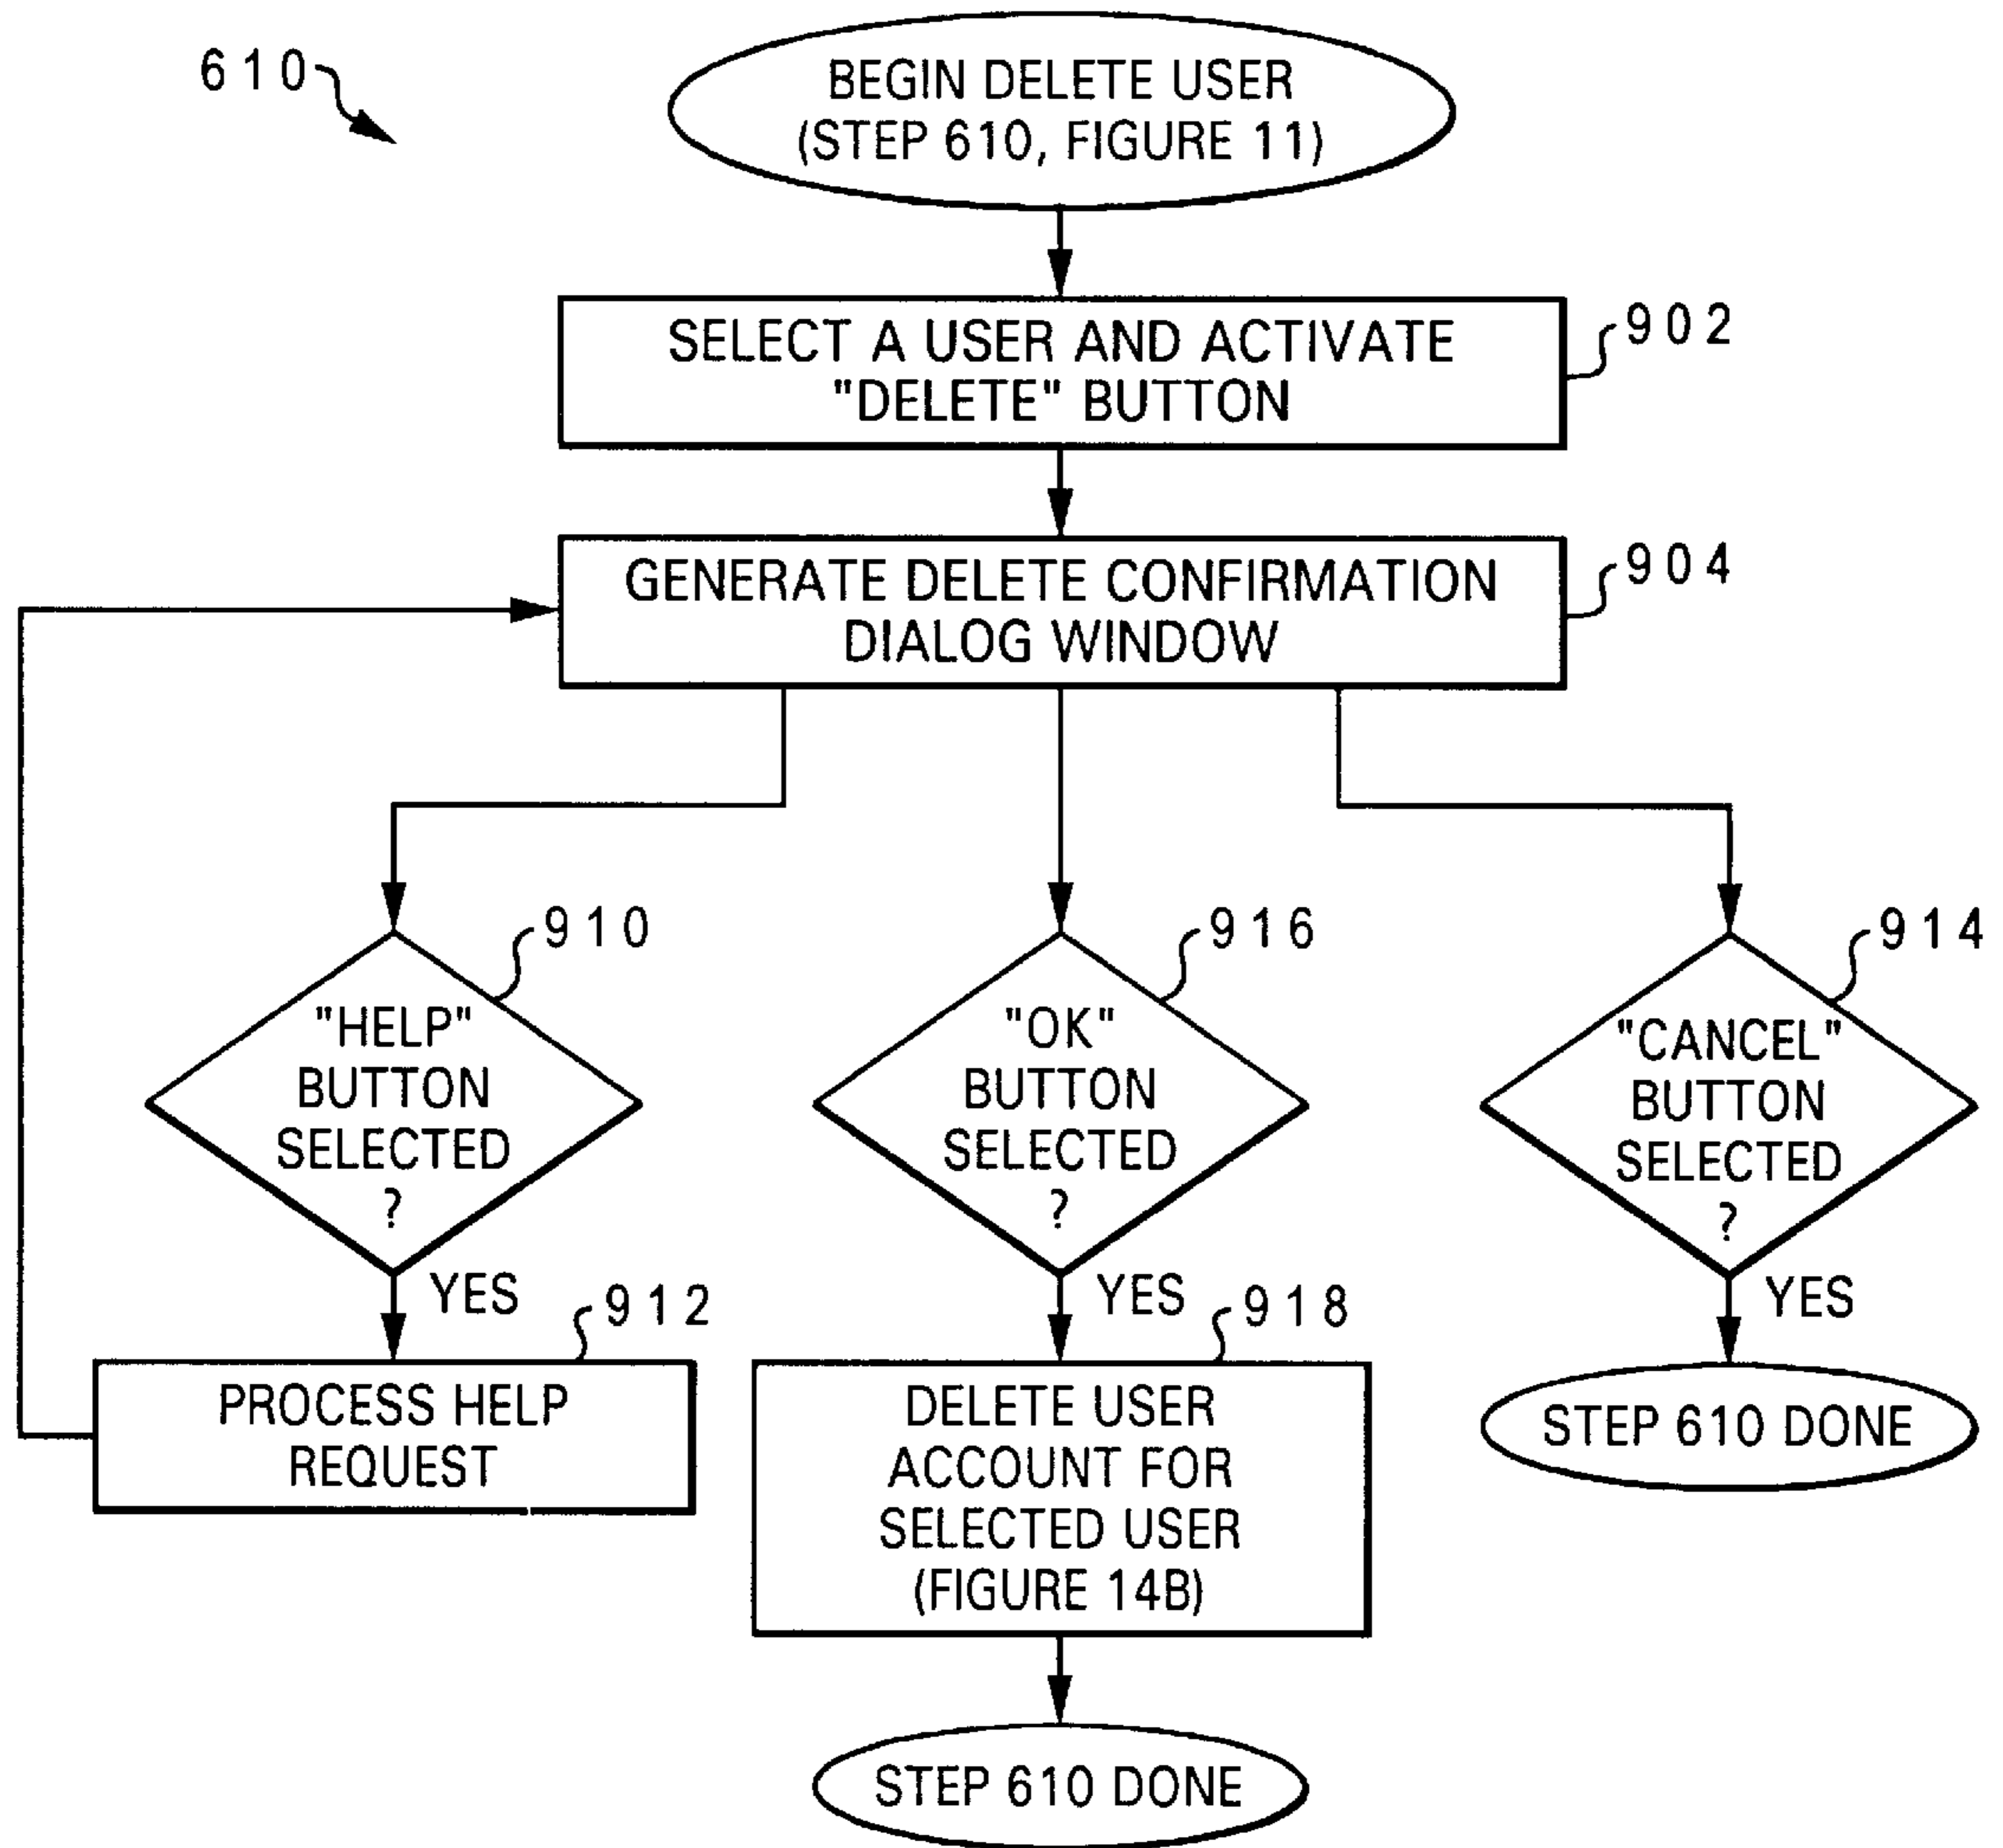 610
BEGIN DELETE USER
(STEP 610, FIGURE 11)
SELECT A USER AND ACTIVATE
"DELETE" BUTTON
902
GENERATE DELETE CONFIRMATION
DIALOG WINDOW
904
"HELP"
BUTTON
SELECTED
?
910
YES
"OK"
BUTTON
SELECTED
?
916
YES
"CANCEL"
BUTTON
SELECTED
?
914
YES
PROCESS HELP
REQUEST
912
DELETE USER
ACCOUNT FOR
SELECTED USER
(FIGURE 14B)
918
STEP 610 DONE
STEP 610 DONE